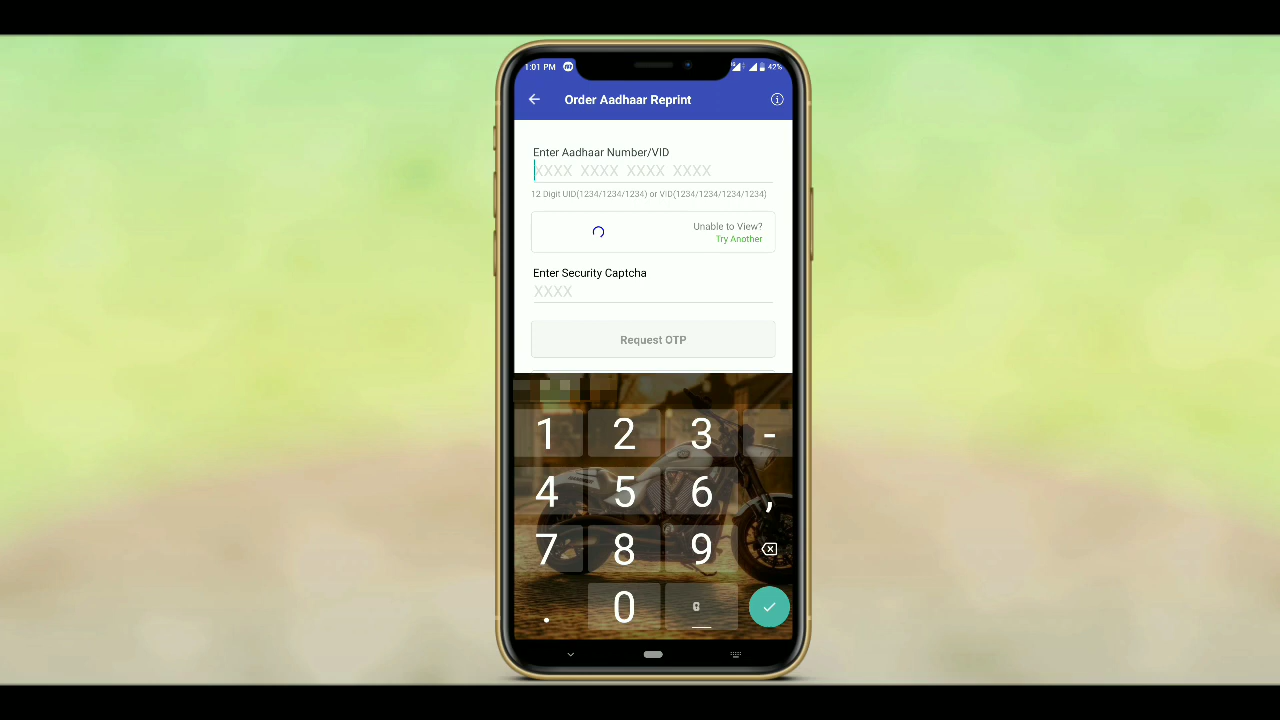 1:01 PM 42%
Order Aadhaar Reprint
Enter Aadhaar Number/VID
XXXX XXXX XXXX XXXX
12 Digit UID(1234/1234/1234) or VID(1234/1234/1234/1234)
Unable to View?
Try Another
Enter Security Captcha
XXXX
Request OTP
1 2 3 -
4 5 6 ,
7 8 9
. 0 _